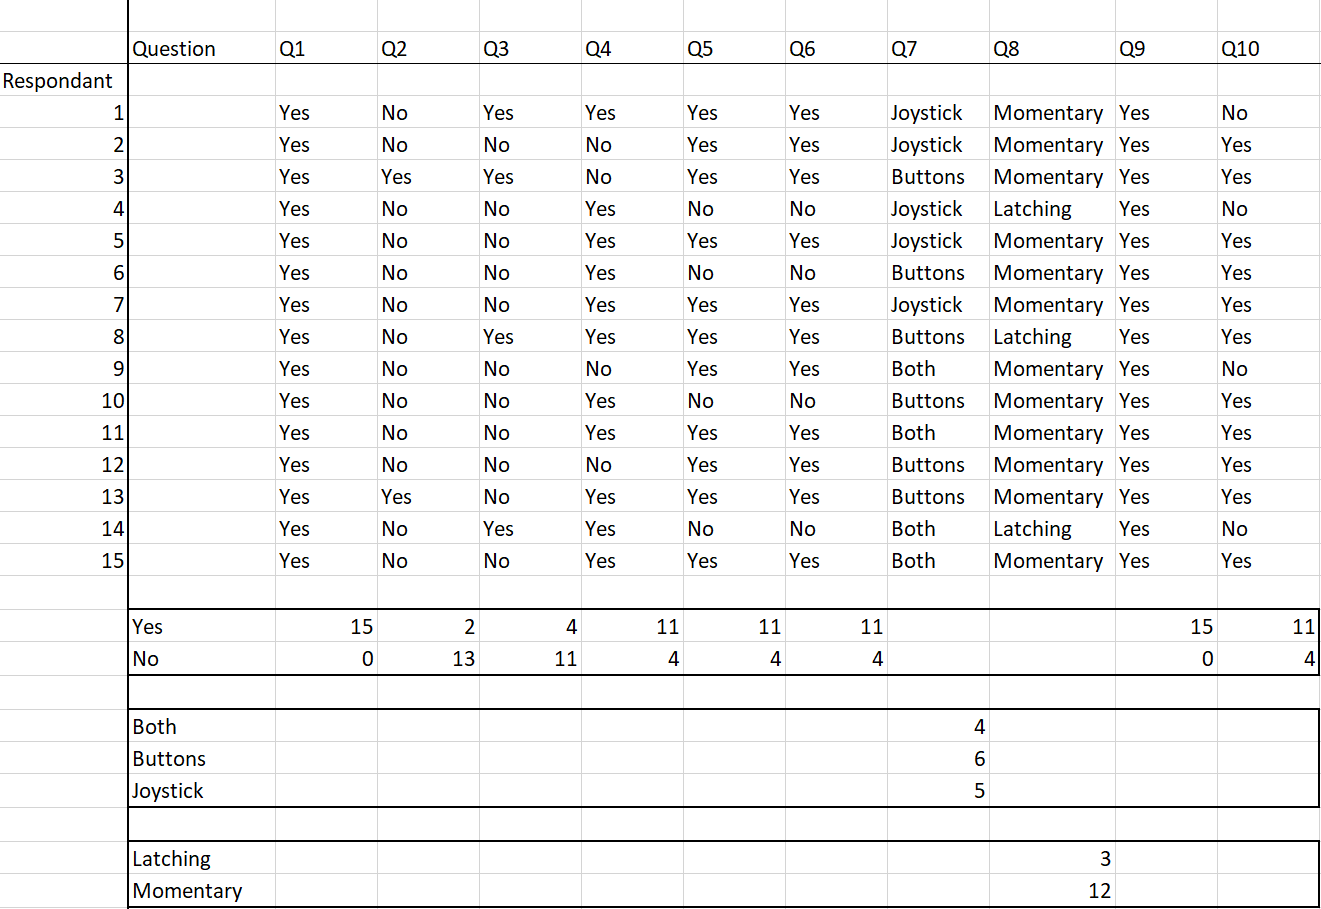 Question Q1 Q2 Q3 Q4 Q5 Q6 Q7 Q8 Q9 Q10
Respondant
1 Yes No Yes Yes Yes Yes Joystick Momentary Yes No
2 Yes No No No Yes Yes Joystick Momentary Yes Yes
3 Yes Yes Yes No Yes Yes Buttons Momentary Yes Yes
4 Yes No No Yes No No Joystick Latching Yes No
5 Yes No No Yes Yes Yes Joystick Momentary Yes Yes
6 Yes No No Yes No No Buttons Momentary Yes Yes
7 Yes No No Yes Yes Yes Joystick Momentary Yes Yes
8 Yes No Yes Yes Yes Yes Buttons Latching Yes Yes
9 Yes No No No Yes Yes Both Momentary Yes No
10 Yes No No Yes No No Buttons Momentary Yes Yes
11 Yes No No Yes Yes Yes Both Momentary Yes Yes
12 Yes No No No Yes Yes Buttons Momentary Yes Yes
13 Yes Yes No Yes Yes Yes Buttons Momentary Yes Yes
14 Yes No Yes Yes No No Both Latching Yes No
15 Yes No No Yes Yes Yes Both Momentary Yes Yes
Yes 15 2 4 11 11 11 15 11
No 0 13 11 4 4 4 0 4
Both 4
Buttons 6
Joystick 5
Latching 3
Momentary 12